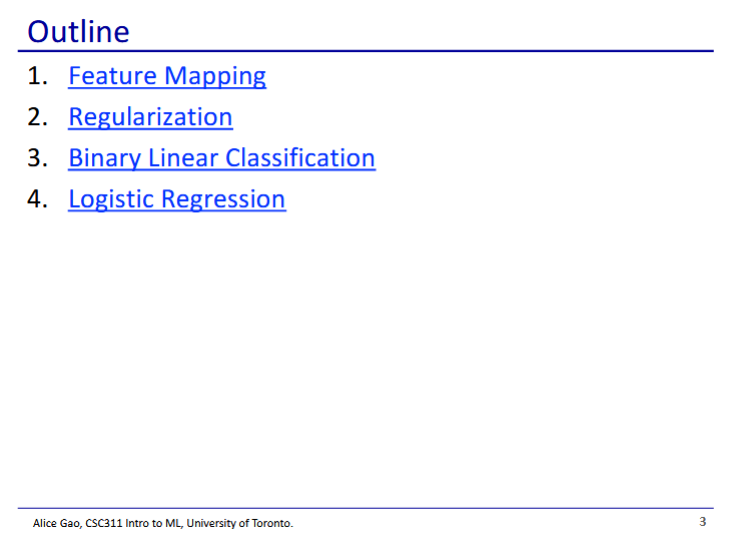 Outline
1. Feature Mapping
2. Regularization
3. Binary Linear Classification
4. Logistic Regression
Alice Gao, CSC311 Intro to ML, University of Toronto.
3